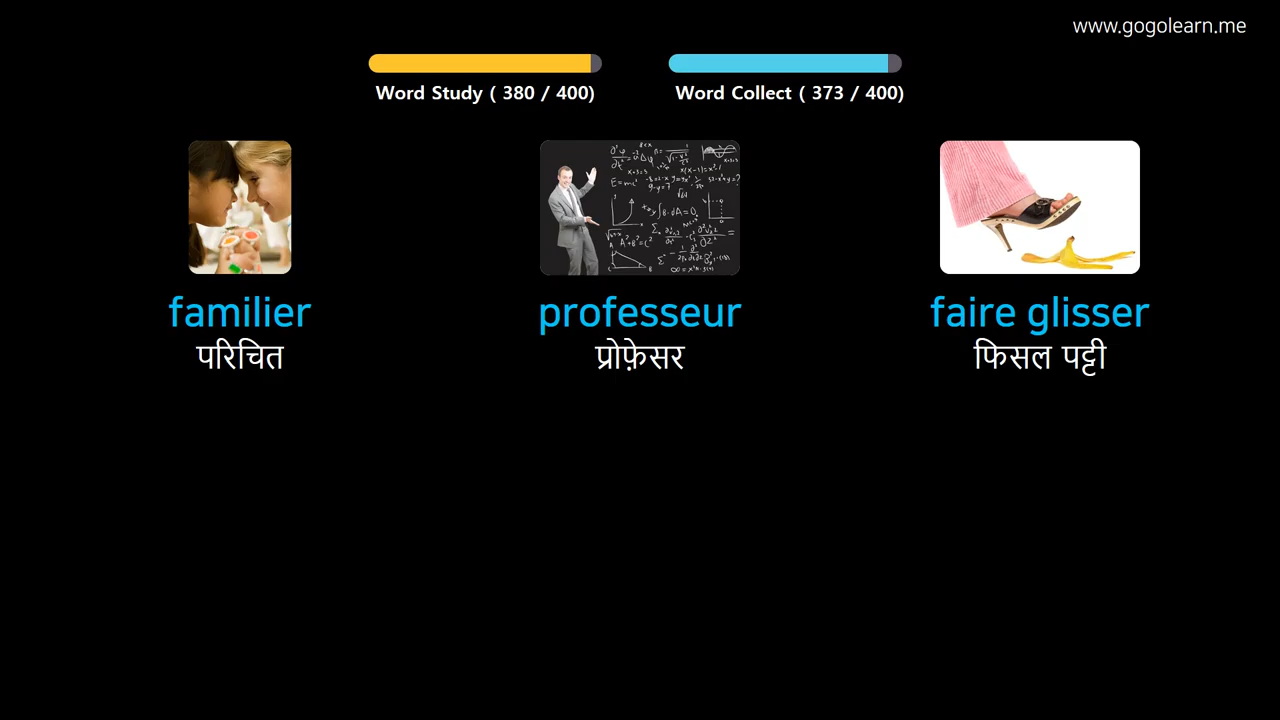 www.gogolearn.me
Word Study ( 380 / 400)
Word Collect ( 373 / 400)
familier
professeur
faire glisser
परिचित
प्रोफ़ेसर
फिसल पट्टी